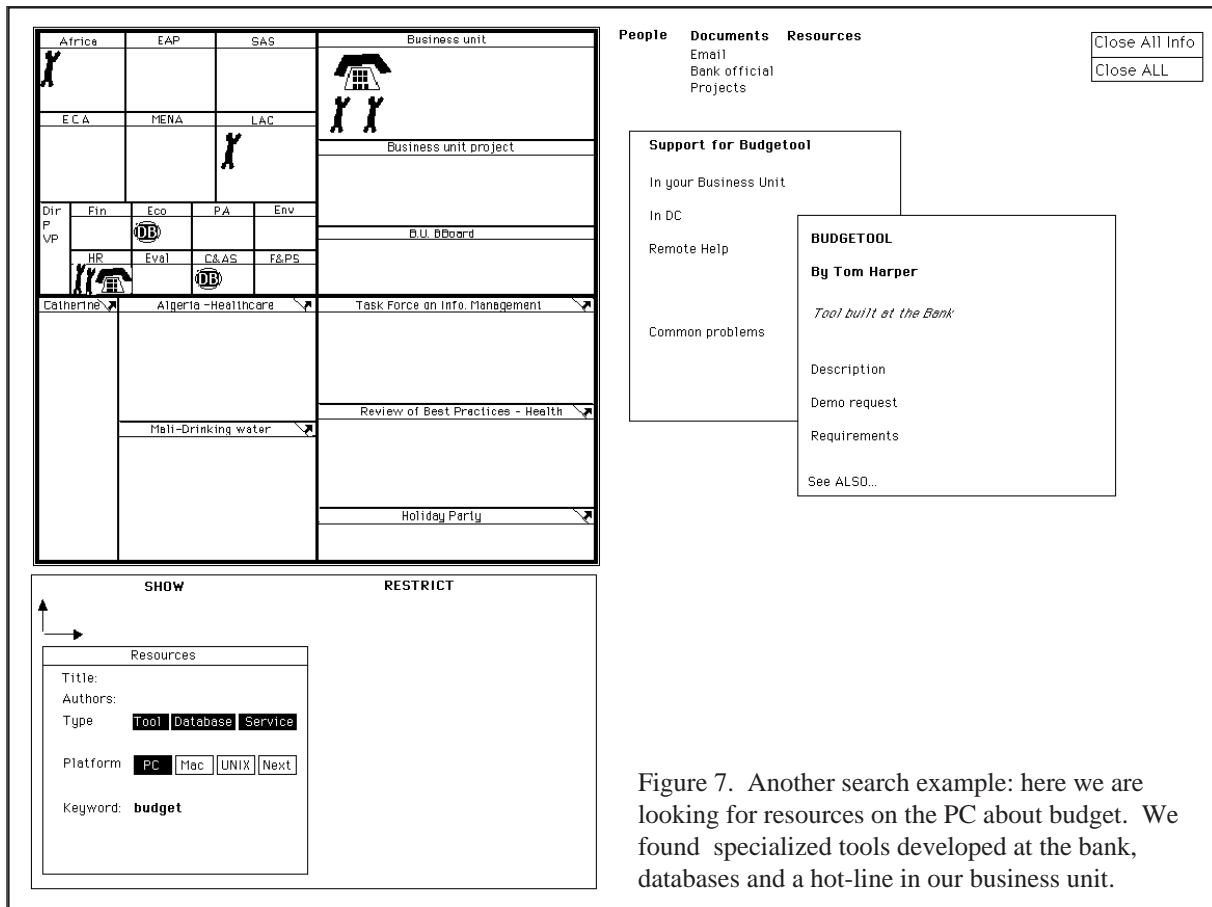 Africa EAP SAS
Business unit
ECA MENA LAC
Business unit project
Dir Fin Eco PA Env
P
VP
B.U. BBoard
HR Eval C&AS F&PS
DB
DB
Catherine Algeria -Healthcare Task Force on Info. Management
Review of Best Practices - Health
Mali-Drinking water
Holiday Party
People Documents Resources
Email
Bank official
Projects
Close All Info
Close ALL
Support for Budgetool
In your Business Unit
In DC
Remote Help
Common problems
BUDGETOOL
By Tom Harper
Tool built at the Bank
Description
Demo request
Requirements
See ALSO...
SHOW RESTRICT
Resources
Title:
Authors:
Type Tool Database Service
Platform PC Mac UNIX Next
Keyword: budget
Figure 7. Another search example: here we are
looking for resources on the PC about budget. We
found specialized tools developed at the bank,
databases and a hot-line in our business unit.